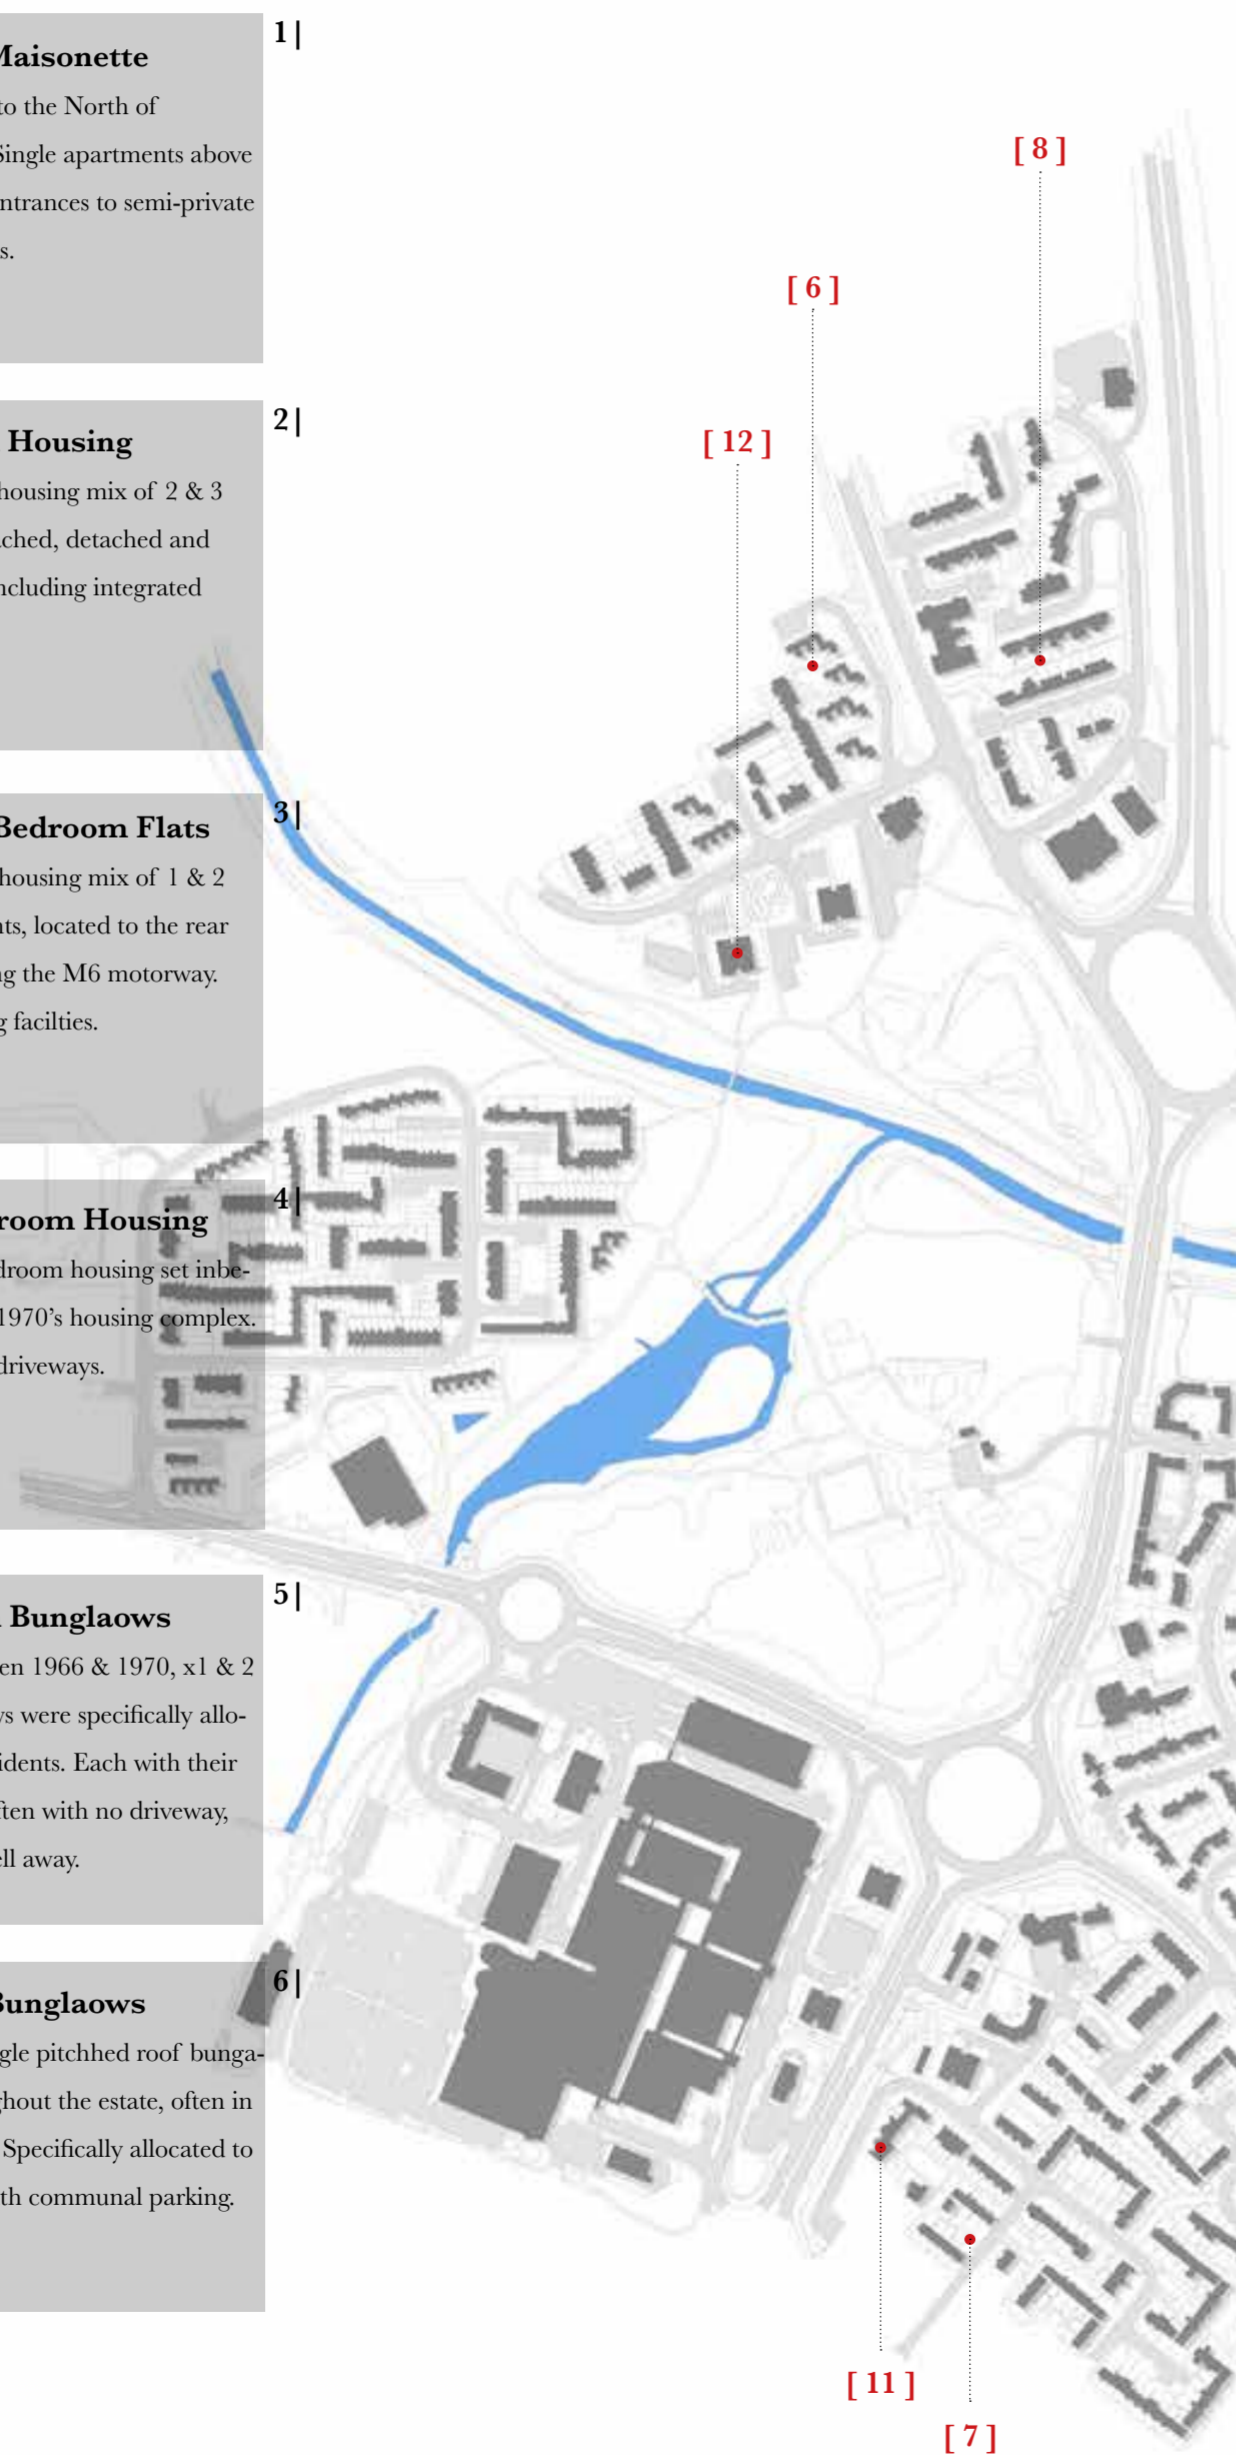 1|
Maisonette
to the North of
Single apartments above
ntrances to semi-private
s.
2|
Housing
housing mix of 2 & 3
ched, detached and
ncluding integrated
3|
Bedroom Flats
housing mix of 1 & 2
nts, located to the rear
ng the M6 motorway.
g facilties.
4|
room Housing
droom housing set inbe-
1970's housing complex.
driveways.
5|
Bunglaows
en 1966 & 1970, x1 & 2
ws were specifically allo-
idents. Each with their
ften with no driveway,
ell away.
6|
Bunglaows
gle pitchhed roof bunga-
ghout the estate, often in
Specifically allocated to
th communal parking.
[ 8 ]
[ 6 ]
[ 12 ]
[ 11 ]
[ 7 ]